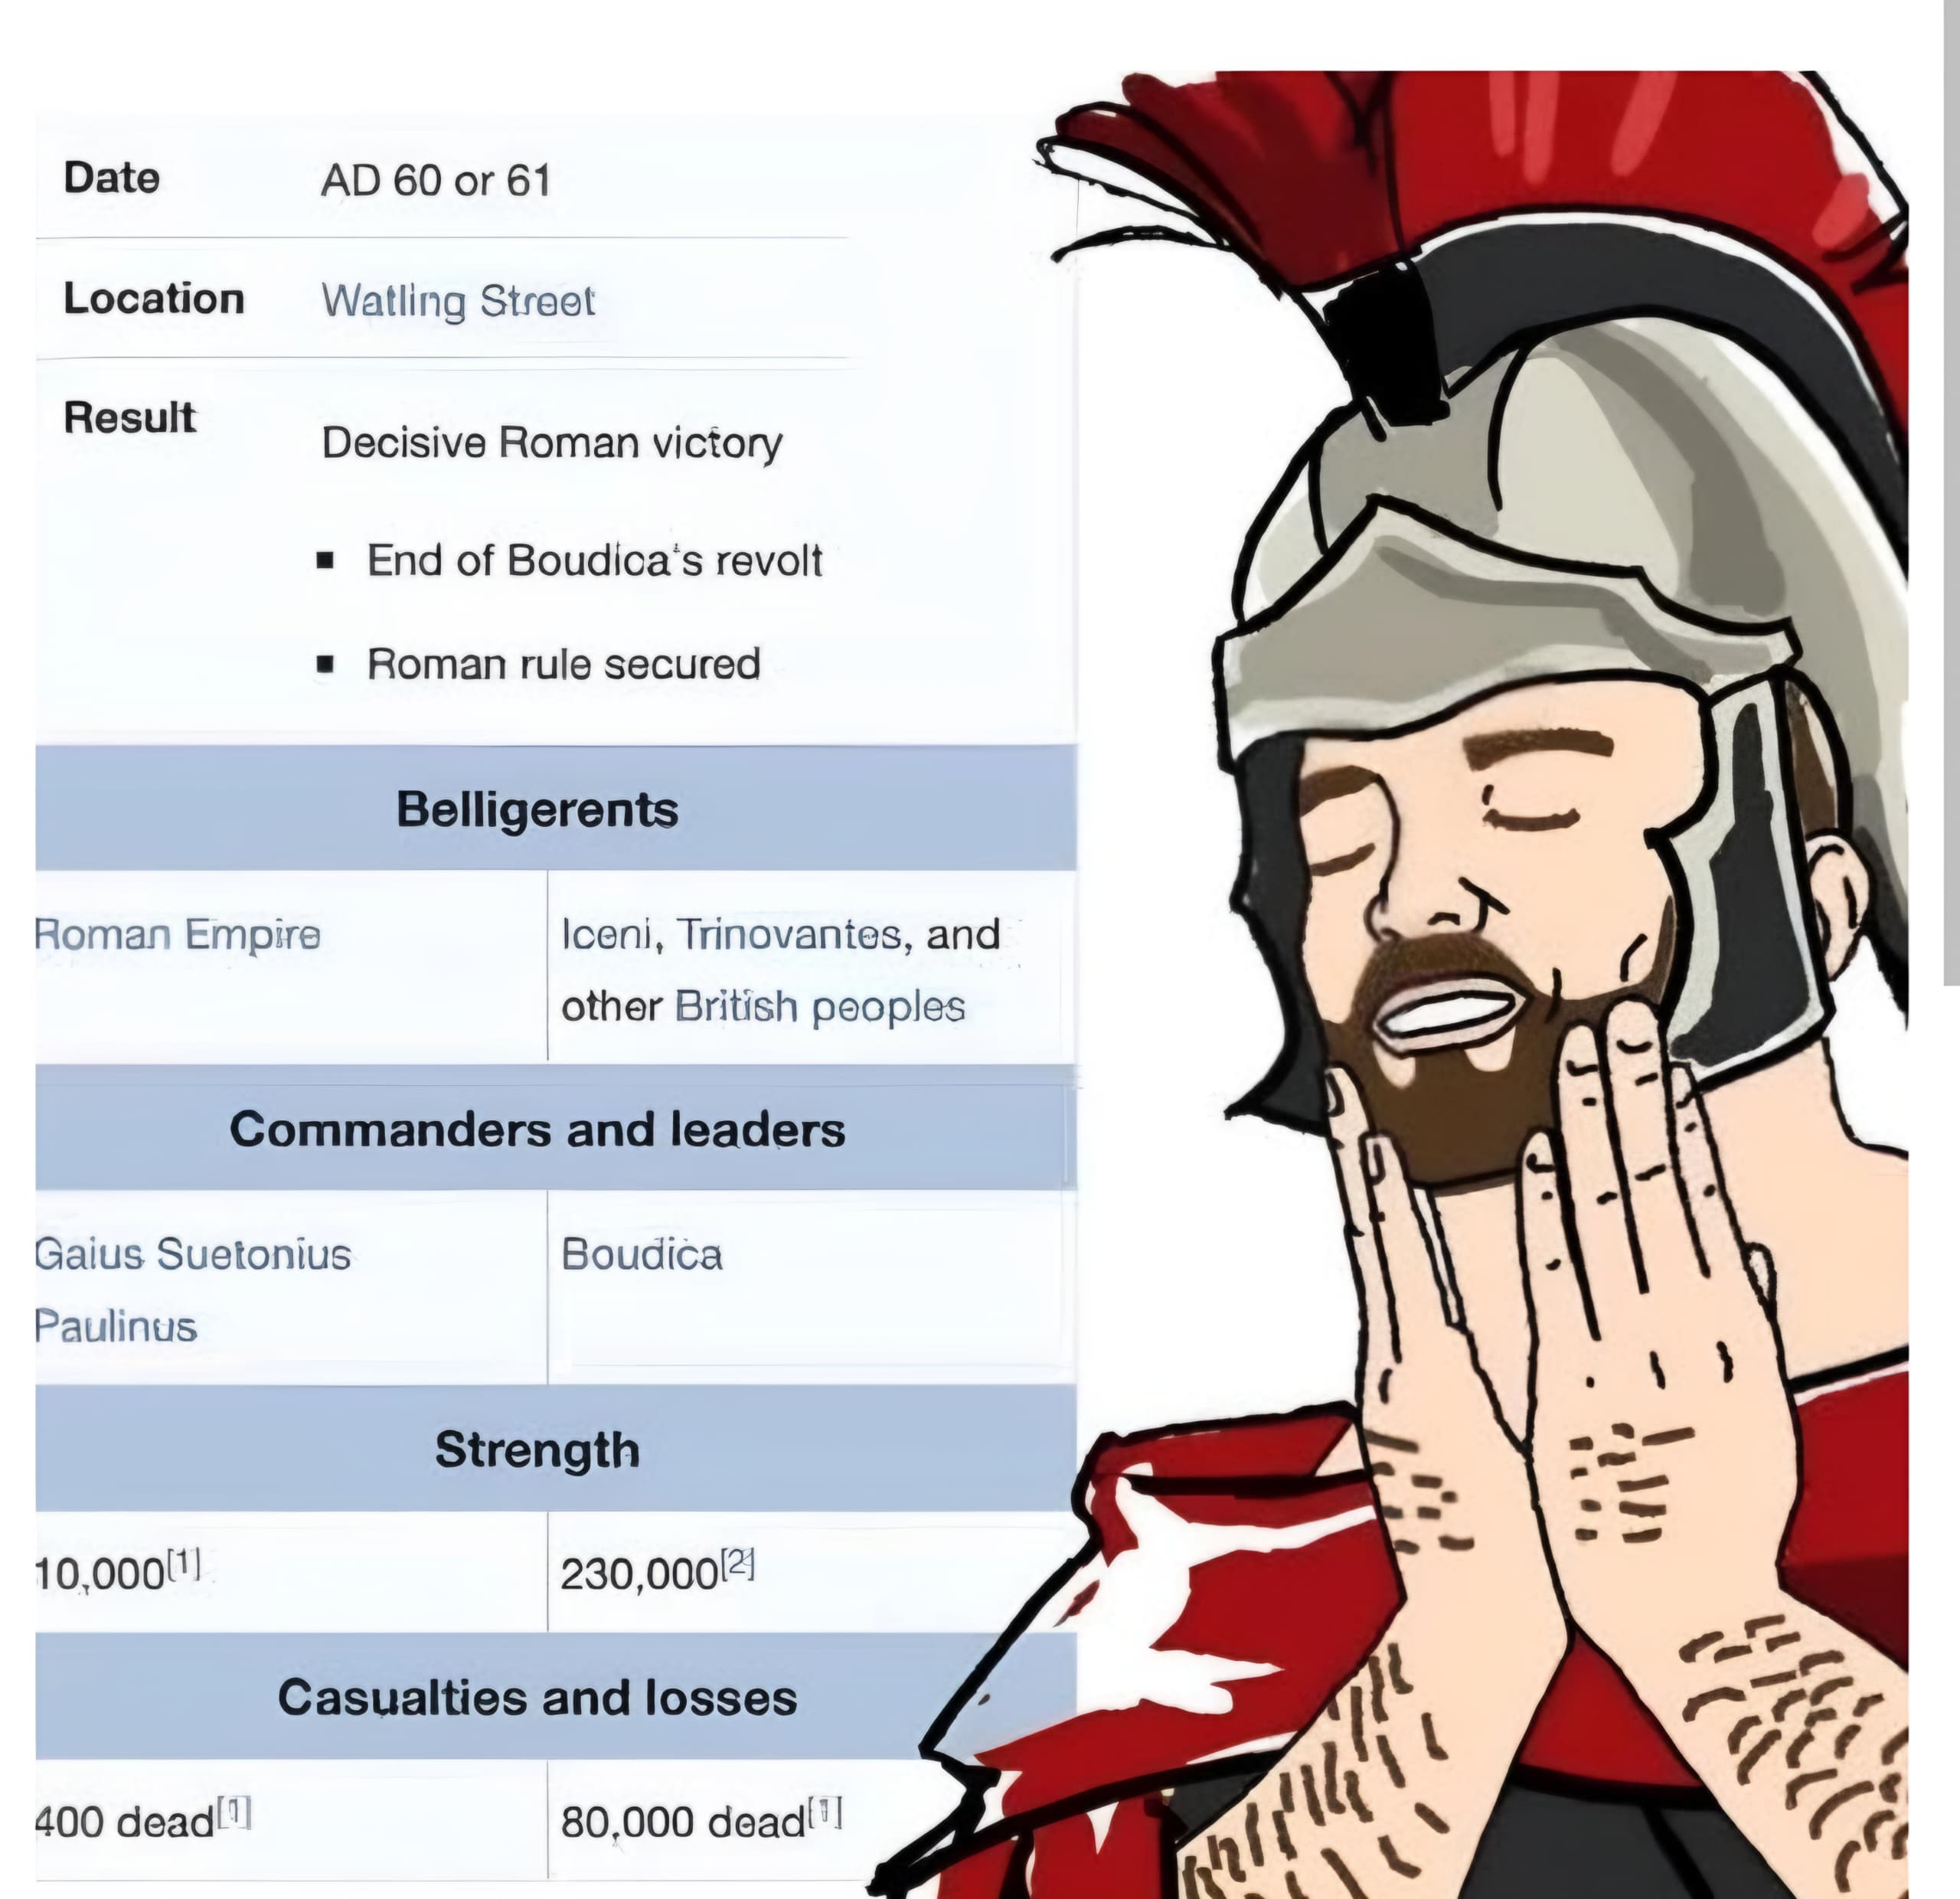 Date AD 60 or 61
Location Watling Street
Result Decisive Roman victory
▪ End of Boudica's revolt
▪ Roman rule secured
Belligerents
Roman Empire
Iceni, Trinovantes, and
other British peoples
Commanders and leaders
Gaius Suetonius
Paulinus
Boudica
Strength
10,000[1] 230,000[2]
Casualties and losses
400 dead[1] 80,000 dead[1]